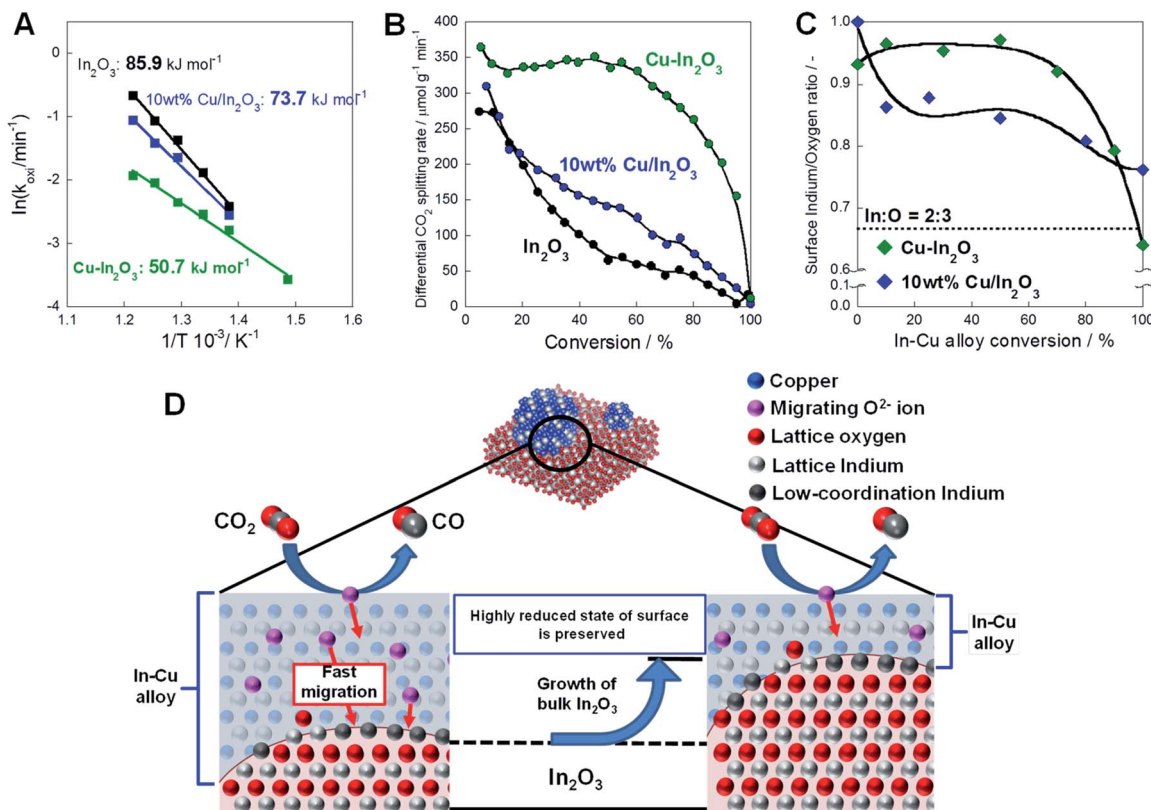 A
In₂O₃: 85.9 kJ mol⁻¹
10wt% Cu/In₂O₃: 73.7 kJ mol⁻¹
Cu-In₂O₃: 50.7 kJ mol⁻¹
ln(k_oxi/min⁻¹)
0
-1
-2
-3
-4
1.1 1.2 1.3 1.4 1.5 1.6
1/T 10⁻³/ K⁻¹
B
Differential CO₂ splitting rate / μmol g⁻¹ min⁻¹
400
350
300
250
200
150
100
50
0
Cu-In₂O₃
10wt% Cu/In₂O₃
In₂O₃
0 20 40 60 80 100
Conversion / %
C
Surface Indium/Oxygen ratio / -
1.0
0.9
0.8
0.7
0.6
0.1
0.0
In:O = 2:3
Cu-In₂O₃
10wt% Cu/In₂O₃
0 20 40 60 80 100
In-Cu alloy conversion / %
D
Copper
Migrating O²⁻ ion
Lattice oxygen
Lattice Indium
Low-coordination Indium
CO₂
CO
In-Cu
alloy
Fast
migration
Highly reduced state of surface
is preserved
Growth of
bulk In₂O₃
In₂O₃
In-Cu
alloy